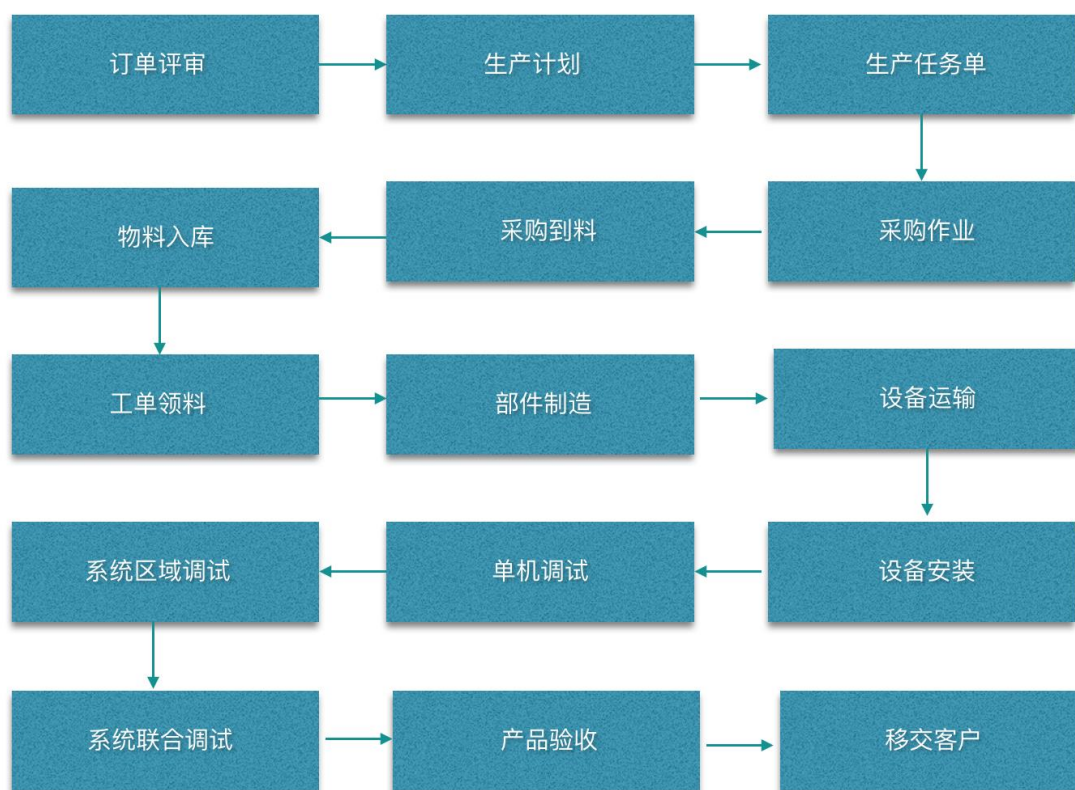 订单评审
生产计划
生产任务单
采购作业
采购到料
物料入库
工单领料
部件制造
设备运输
设备安装
单机调试
系统区域调试
系统联合调试
产品验收
移交客户